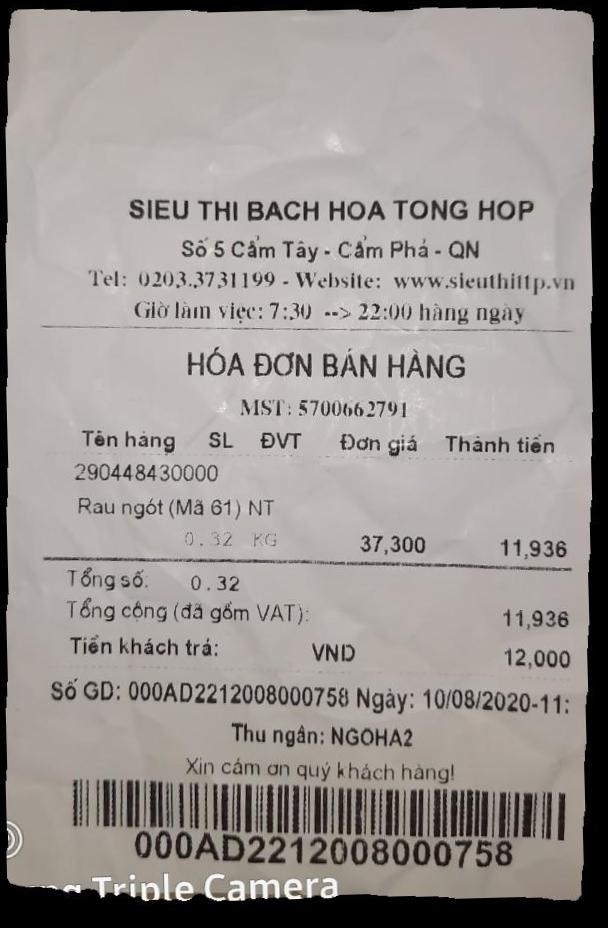 SIEU THI BACH HOA TONG HOP
Số 5 Cẩm Tây - Cẩm Phả - QN
Tel: 0203.3731199 - Website: www.sieuthittp.vn
Giờ làm việc: 7:30 --> 22:00 hàng ngày
HÓA ĐƠN BÁN HÀNG
MST: 5700662791
Tên hàng SL ĐVT Đơn giá Thành tiền
290448430000
Rau ngót (Mã 61) NT
0.32 KG 37,300 11,936
Tổng số: 0.32
Tổng cộng (đã gồm VAT): 11,936
Tiền khách trả: VND 12,000
Số GD: 000AD2212008000758 Ngày: 10/08/2020-11:
Thu ngân: NGOHA2
Xin cảm ơn quý khách hàng!
000AD2212008000758
Triple Camera